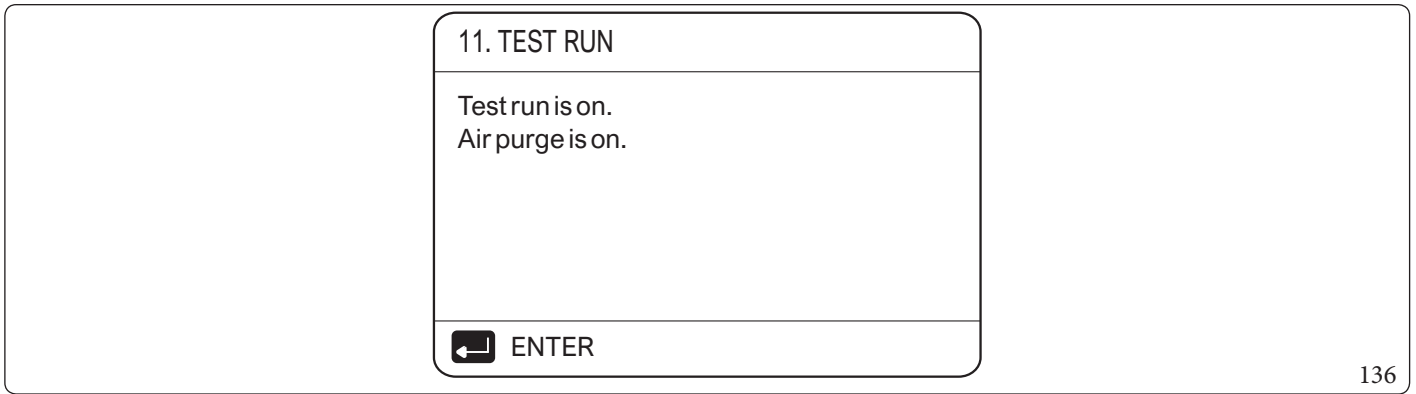 11. TEST RUN
Test run is on.
Air purge is on.
ENTER
136